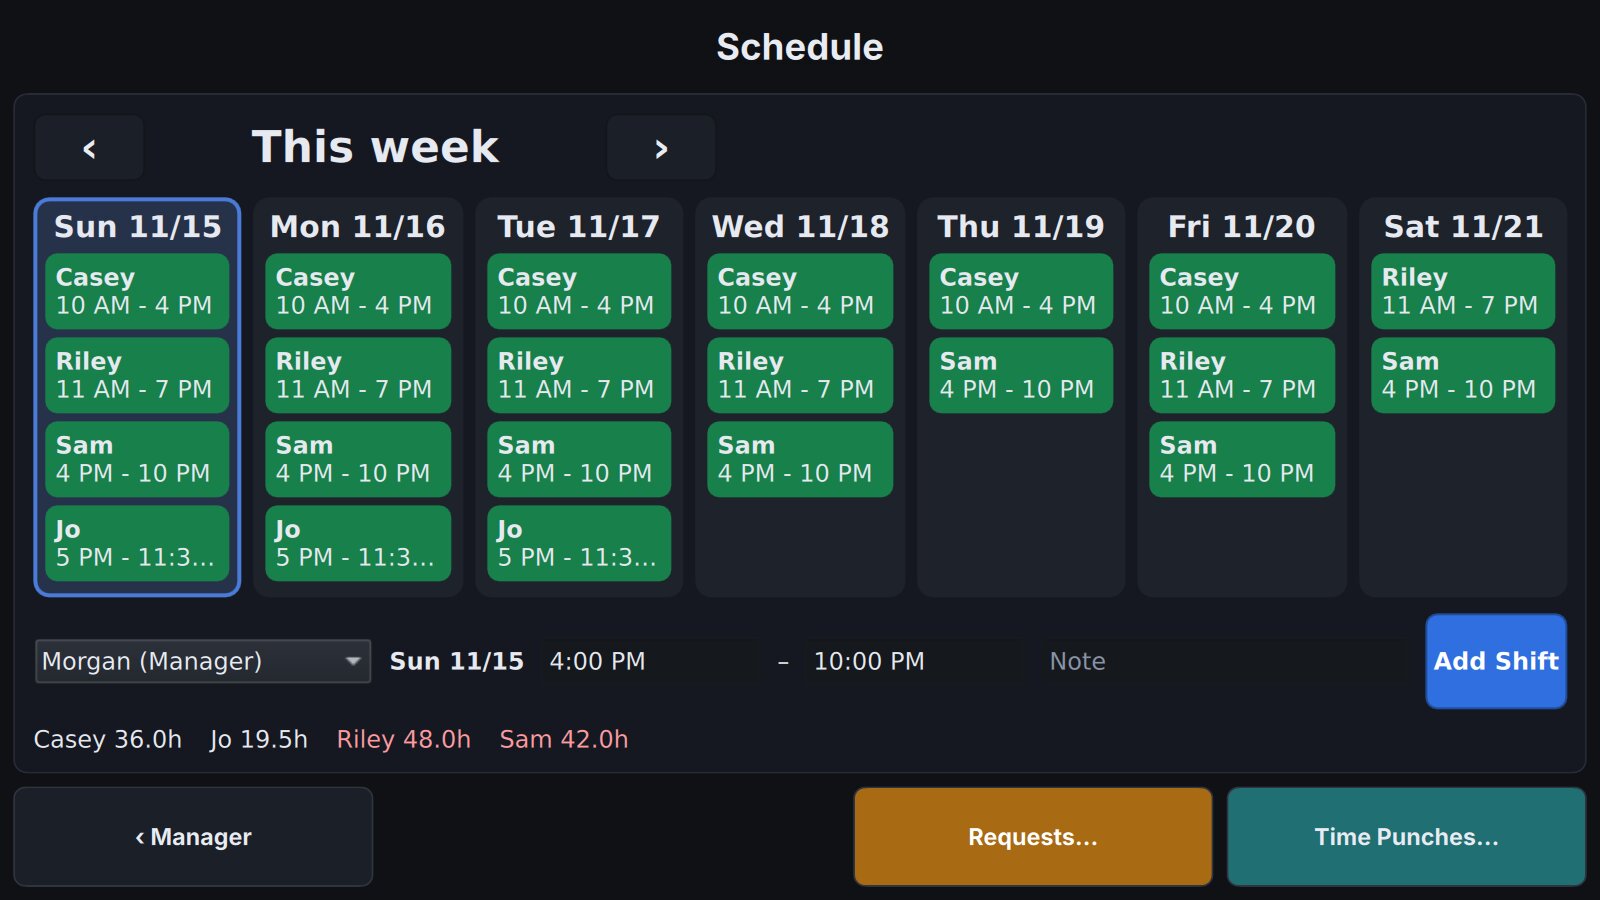 Schedule
‹ This week ›
Sun 11/15
Casey
10 AM - 4 PM
Riley
11 AM - 7 PM
Sam
4 PM - 10 PM
Jo
5 PM - 11:3...
Mon 11/16
Casey
10 AM - 4 PM
Riley
11 AM - 7 PM
Sam
4 PM - 10 PM
Jo
5 PM - 11:3...
Tue 11/17
Casey
10 AM - 4 PM
Riley
11 AM - 7 PM
Sam
4 PM - 10 PM
Jo
5 PM - 11:3...
Wed 11/18
Casey
10 AM - 4 PM
Riley
11 AM - 7 PM
Sam
4 PM - 10 PM
Thu 11/19
Casey
10 AM - 4 PM
Sam
4 PM - 10 PM
Fri 11/20
Casey
10 AM - 4 PM
Riley
11 AM - 7 PM
Sam
4 PM - 10 PM
Sat 11/21
Riley
11 AM - 7 PM
Sam
4 PM - 10 PM
Morgan (Manager) Sun 11/15 4:00 PM – 10:00 PM Note Add Shift
Casey 36.0h Jo 19.5h Riley 48.0h Sam 42.0h
‹ Manager Requests... Time Punches...